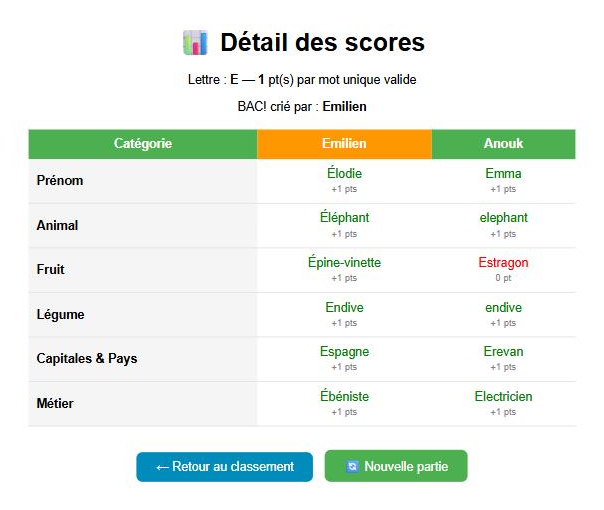 Détail des scores
Lettre : E — 1 pt(s) par mot unique valide
BAC! crié par : Emilien
Catégorie Emilien Anouk
Prénom Élodie +1 pts Emma +1 pts
Animal Éléphant +1 pts elephant +1 pts
Fruit Épine-vinette +1 pts Estragon 0 pt
Légume Endive +1 pts endive +1 pts
Capitales & Pays Espagne +1 pts Erevan +1 pts
Métier Ébéniste +1 pts Electricien +1 pts
← Retour au classement Nouvelle partie